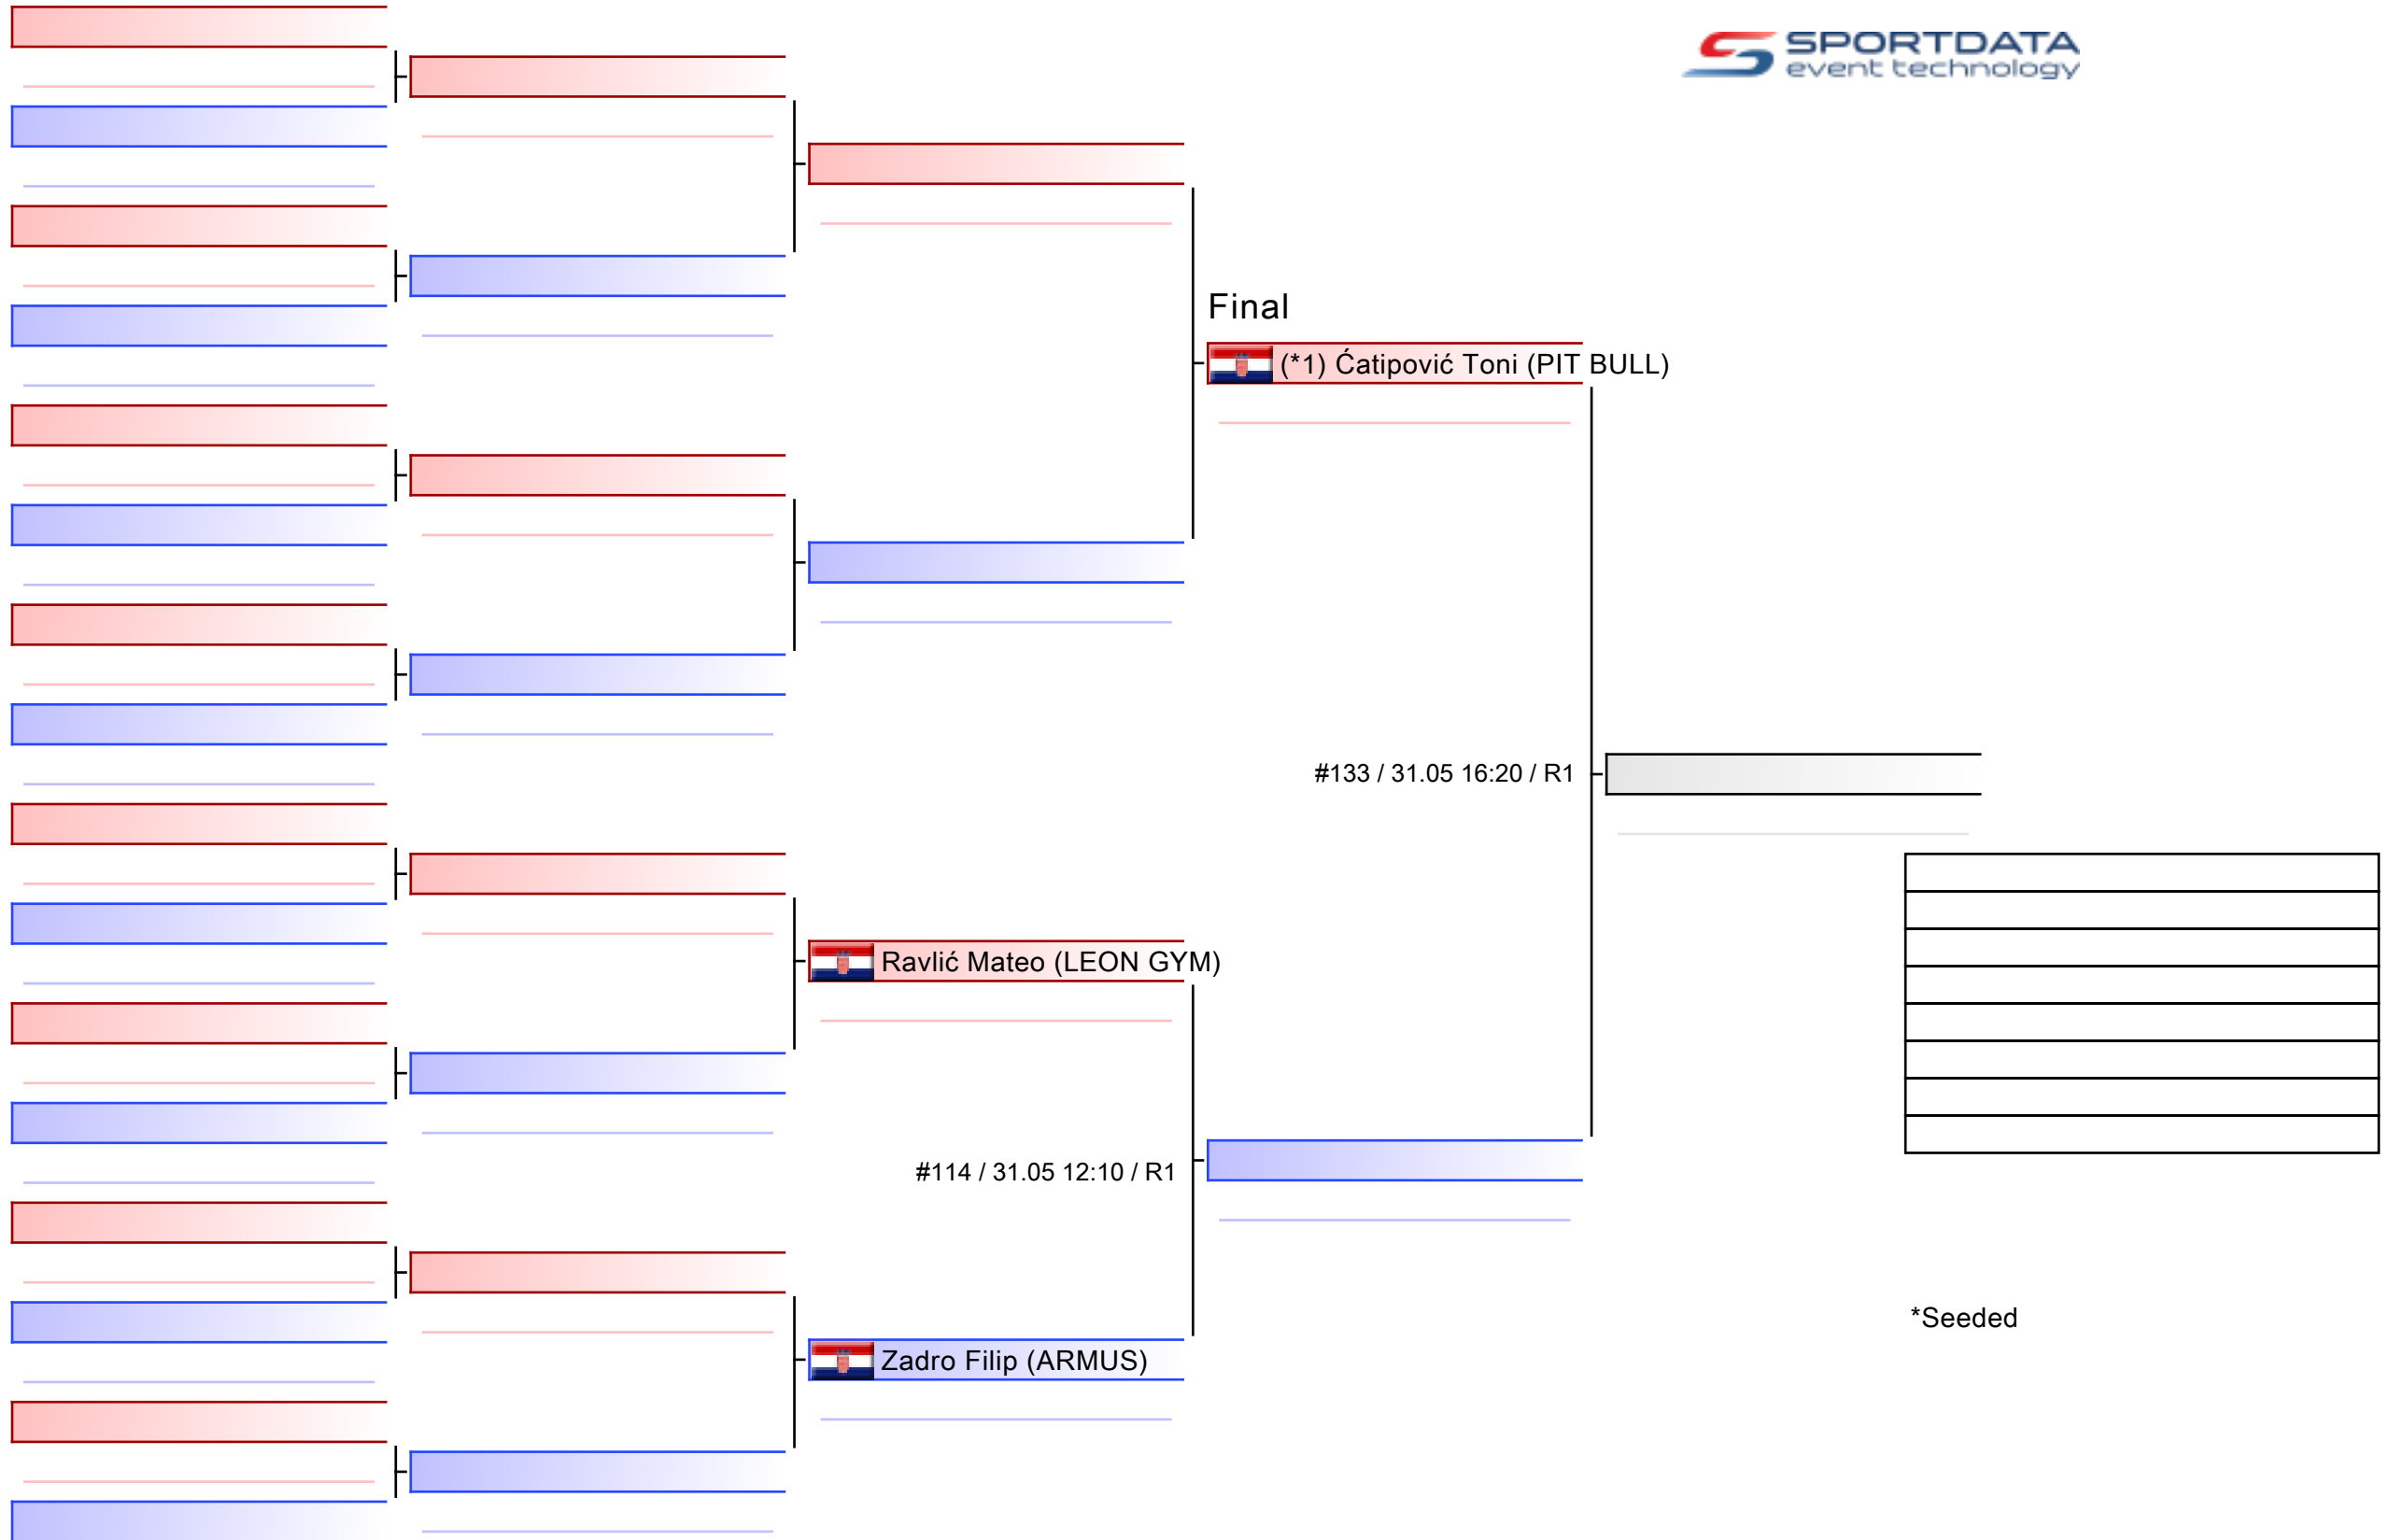 SPORTDATA
event technology
Final
(*1) Ćatipović Toni (PIT BULL)
#133 / 31.05 16:20 / R1
Ravlić Mateo (LEON GYM)
#114 / 31.05 12:10 / R1
*Seeded
Zadro Filip (ARMUS)